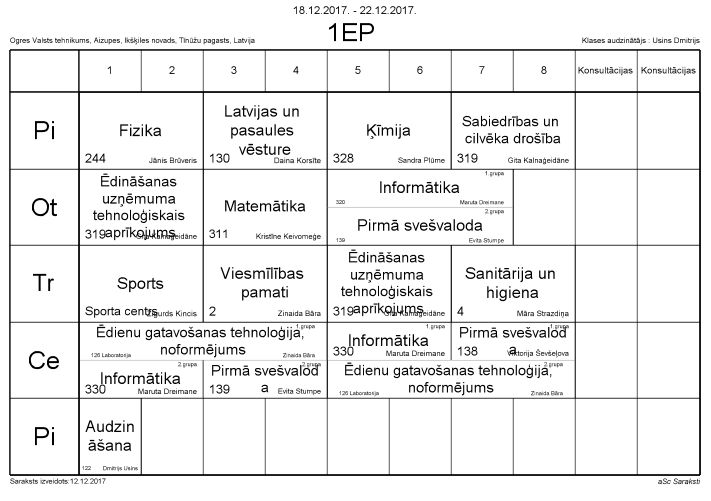 18.12.2017. - 22.12.2017.
Ogres Valsts tehnikums, Aizupes, Ikšķiles novads, Tīnūžu pagasts, Latvija
1EP
Klases audzinātājs : Usins Dmitrijs
1 2 3 4 5 6 7 8 Konsultācijas Konsultācijas
Pi
Fizika
244 Jānis Brūveris
Latvijas un
pasaules
vēsture
130 Daina Korsīte
Ķīmija
328 Sandra Plūme
Sabiedrības un
cilvēka drošība
319 Gita Kalnaģeidāne
Ot
Ēdināšanas
uzņēmuma
tehnoloģiskais
aprīkojums
319 Gita Kalnaģeidāne
Matemātika
311 Kristīne Keivomeģe
1.grupa
Informātika
320 Maruta Dreimane
2.grupa
Pirmā svešvaloda
139 Evita Stumpe
Tr
Sports
Sporta centrs Zigurds Kincis
Viesmīlības
pamati
2 Zinaida Bāra
Ēdināšanas
uzņēmuma
tehnoloģiskais
aprīkojums
319 Gita Kalnaģeidāne
Sanitārija un
higiena
4 Māra Strazdiņa
Ce
1.grupa
Ēdienu gatavošanas tehnoloģija,
noformējums
126 Laboratorija Zinaida Bāra
1.grupa
Informātika
330 Maruta Dreimane
1.grupa
Pirmā svešvalod
a
138 Viktorija Ševšeļova
2.grupa
Informātika
330 Maruta Dreimane
2.grupa
Pirmā svešvalod
a
139 Evita Stumpe
2.grupa
Ēdienu gatavošanas tehnoloģija,
noformējums
126 Laboratorija Zinaida Bāra
Pi
Audzin
āšana
122 Dmitrijs Usins
Saraksts izveidots:12.12.2017
aSc Saraksti